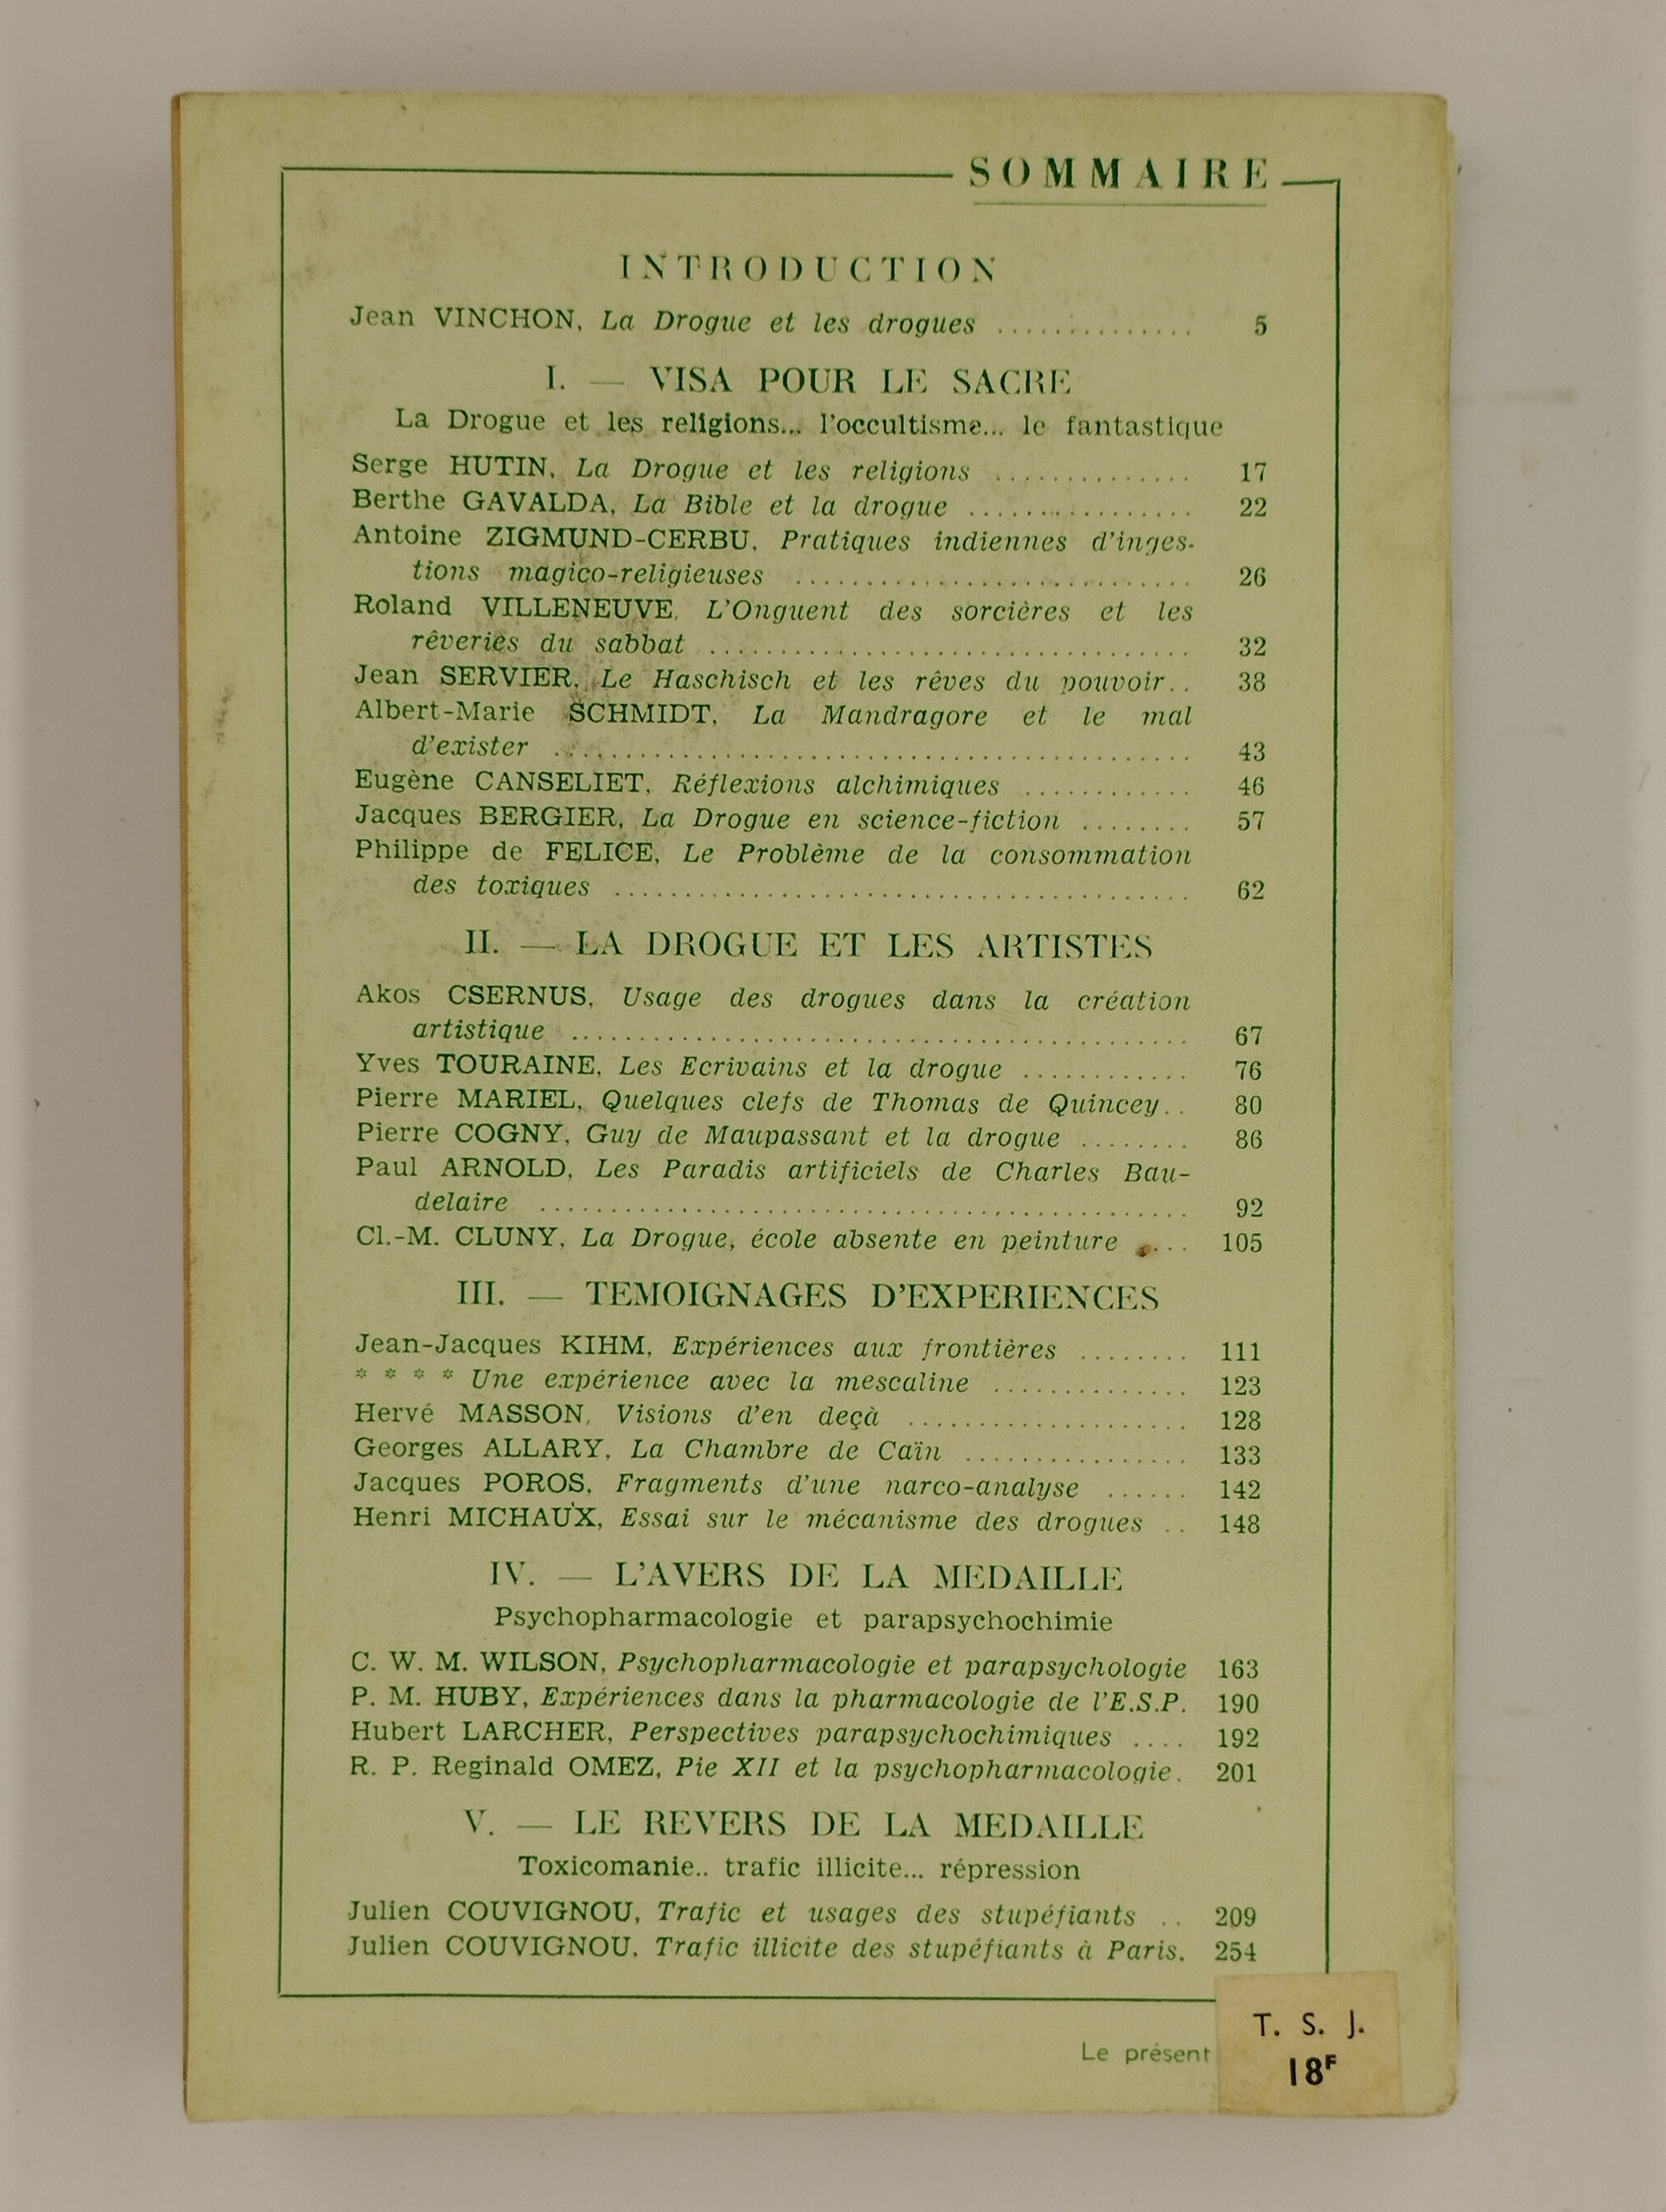 SOMMAIRE
INTRODUCTION
Jean VINCHON, La Drogue et les drogues .............. 5
I. — VISA POUR LE SACRE
La Drogue et les religions... l'occultisme... le fantastique
Serge HUTIN, La Drogue et les religions .............. 17
Berthe GAVALDA, La Bible et la drogue ................ 22
Antoine ZIGMUND-CERBU, Pratiques indiennes d'inges-
tions magico-religieuses ............................ 26
Roland VILLENEUVE, L'Onguent des sorcières et les
rêveries du sabbat .................................. 32
Jean SERVIER, Le Haschisch et les rêves du pouvoir.. 38
Albert-Marie SCHMIDT, La Mandragore et le mal
d'exister ............................................. 43
Eugène CANSELIET, Réflexions alchimiques ............ 46
Jacques BERGIER, La Drogue en science-fiction ........ 57
Philippe de FELICE, Le Problème de la consommation
des toxiques ......................................... 62
II. — LA DROGUE ET LES ARTISTES
Akos CSERNUS, Usage des drogues dans la création
artistique ............................................ 67
Yves TOURAINE, Les Ecrivains et la drogue ............ 76
Pierre MARIEL, Quelques clefs de Thomas de Quincey.. 80
Pierre COGNY, Guy de Maupassant et la drogue ........ 86
Paul ARNOLD, Les Paradis artificiels de Charles Bau-
delaire .............................................. 92
Cl.-M. CLUNY, La Drogue, école absente en peinture .... 105
III. — TEMOIGNAGES D'EXPERIENCES
Jean-Jacques KIHM, Expériences aux frontières ........ 111
* * * * Une expérience avec la mescaline .............. 123
Hervé MASSON, Visions d'en deçà .................... 128
Georges ALLARY, La Chambre de Caïn ................ 133
Jacques POROS, Fragments d'une narco-analyse ...... 142
Henri MICHAUX, Essai sur le mécanisme des drogues .. 148
IV. — L'AVERS DE LA MEDAILLE
Psychopharmacologie et parapsychochimie
C. W. M. WILSON, Psychopharmacologie et parapsychologie 163
P. M. HUBY, Expériences dans la pharmacologie de l'E.S.P. 190
Hubert LARCHER, Perspectives parapsychochimiques .... 192
R. P. Reginald OMEZ, Pie XII et la psychopharmacologie. 201
V. — LE REVERS DE LA MEDAILLE
Toxicomanie.. trafic illicite... répression
Julien COUVIGNOU, Trafic et usages des stupéfiants .. 209
Julien COUVIGNOU, Trafic illicite des stupéfiants à Paris. 254
Le présent
T. S. J.
18F